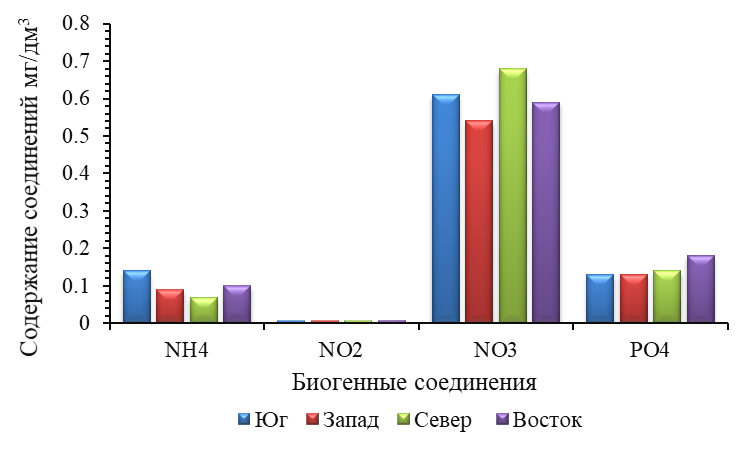 Содержание соединений мг/дм³
0.8
0.7
0.6
0.5
0.4
0.3
0.2
0.1
0
NH4 NO2 NO3 PO4
Биогенные соединения
Юг Запад Север Восток